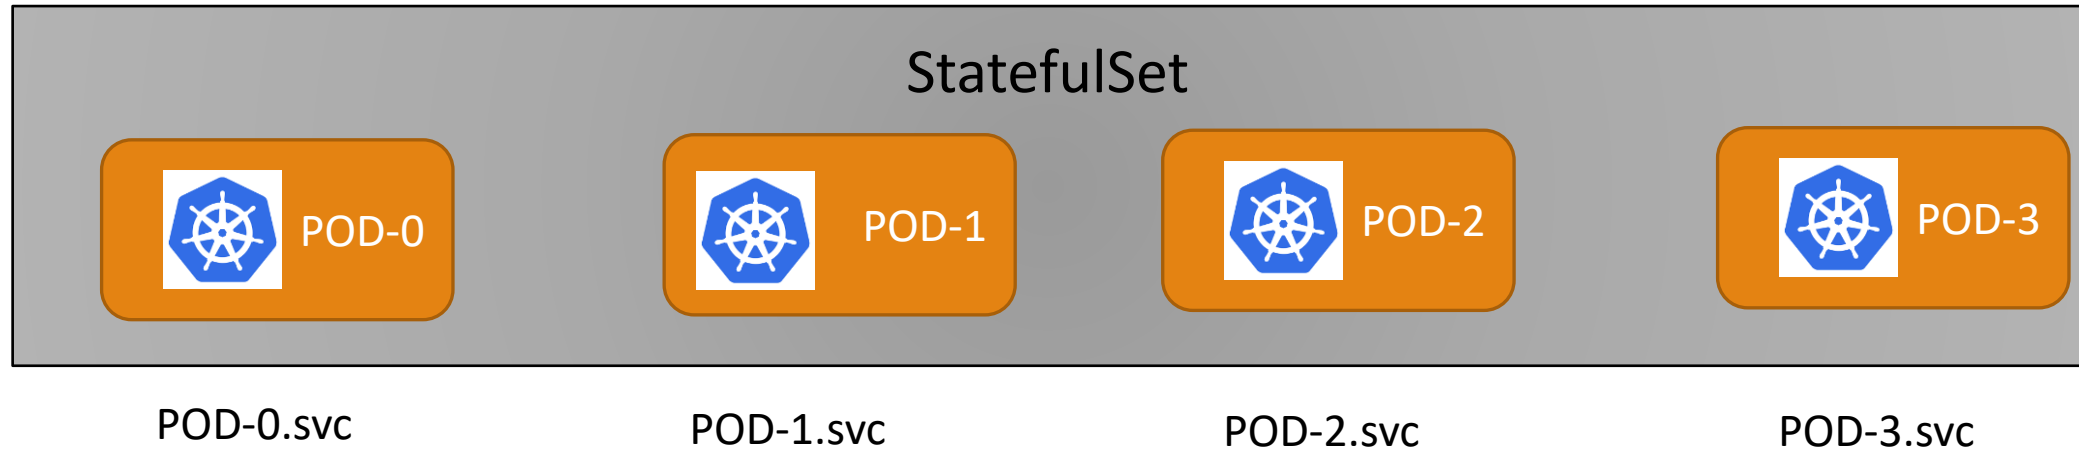 StatefulSet
POD-0
POD-1
POD-2
POD-3
POD-0.svc
POD-1.svc
POD-2.svc
POD-3.svc